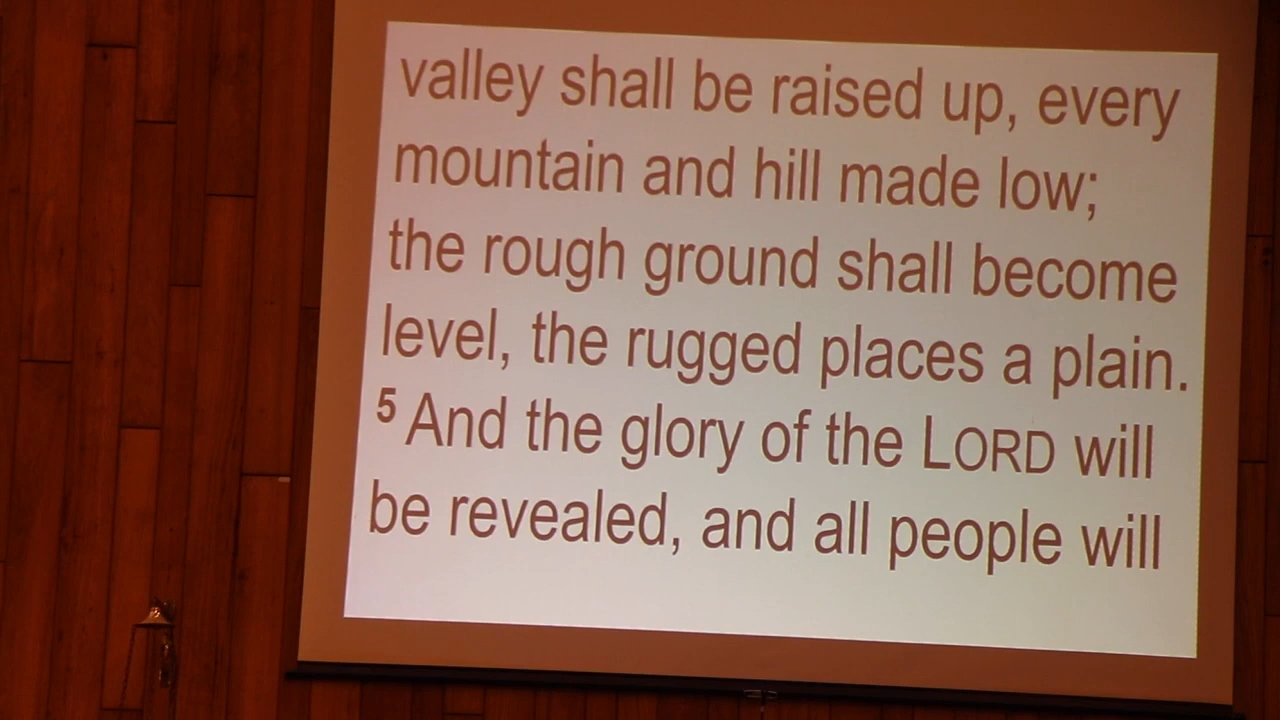 valley shall be raised up, every
mountain and hill made low;
the rough ground shall become
level, the rugged places a plain.
5 And the glory of the LORD will
be revealed, and all people will